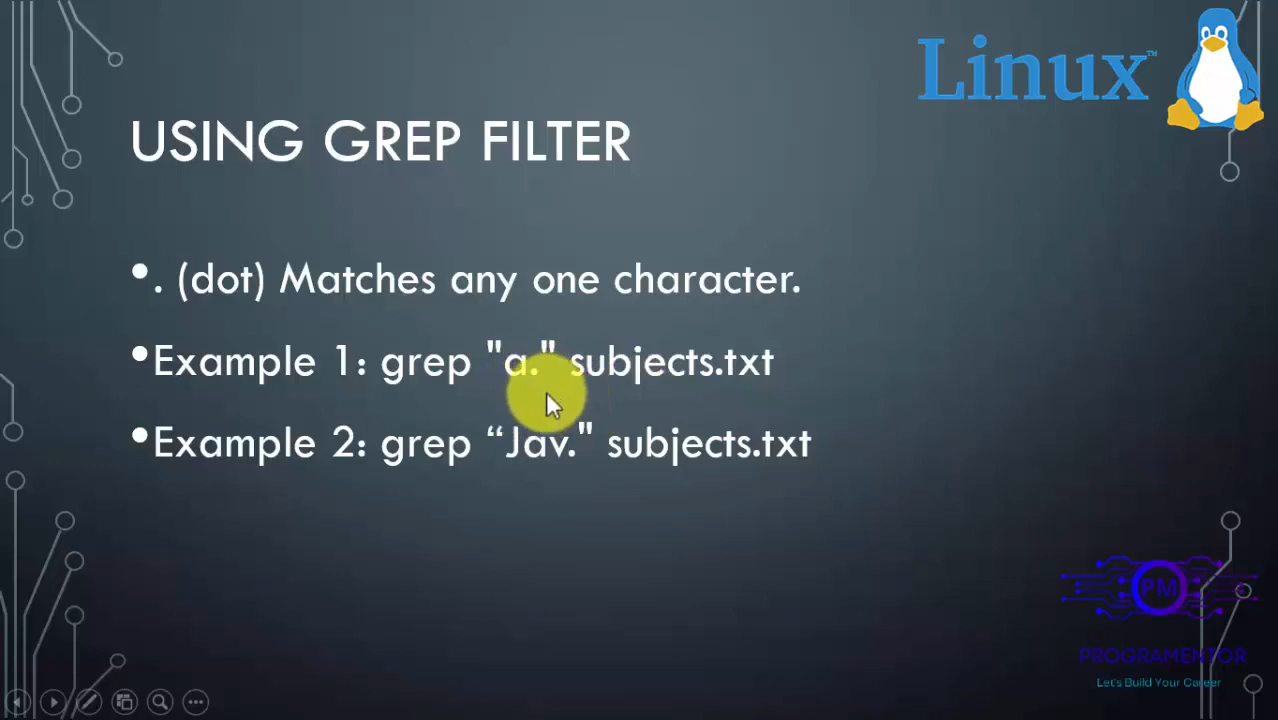 Linux™
USING GREP FILTER
• . (dot) Matches any one character.
• Example 1: grep "a." subjects.txt
• Example 2: grep “Jav." subjects.txt
PM
PROGRAMENTOR
Let's Build Your Career